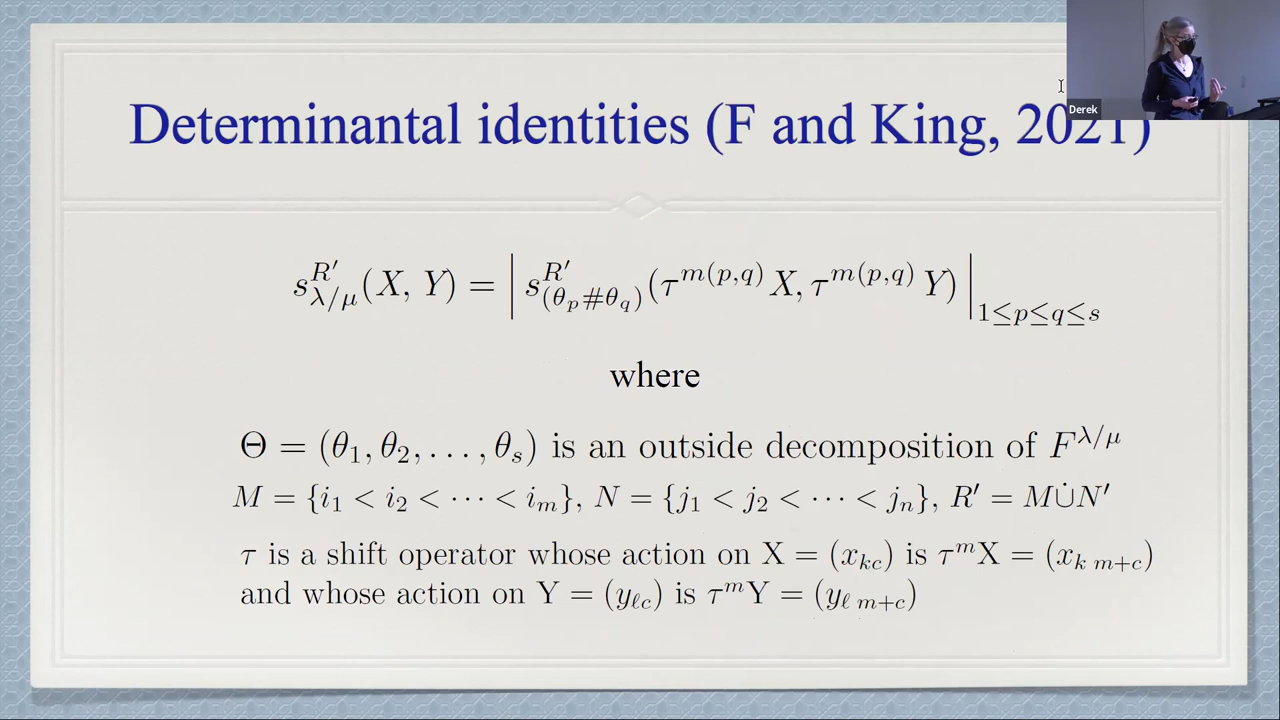 Determinantal identities (F and King, 2021)
Derek
s^{R'}_{λ/μ}(X, Y) = | s^{R'}_{(θ_p#θ_q)}(τ^{m(p,q)} X, τ^{m(p,q)} Y) |_{1≤p≤q≤s}
where
Θ = (θ_1, θ_2, . . . , θ_s) is an outside decomposition of F^{λ/μ}
M = {i_1 < i_2 < ⋯ < i_m}, N = {j_1 < j_2 < ⋯ < j_n}, R′ = M∪̇N′
τ is a shift operator whose action on X = (x_{kc}) is τ^m X = (x_{k m+c})
and whose action on Y = (y_{ℓc}) is τ^m Y = (y_{ℓ m+c})